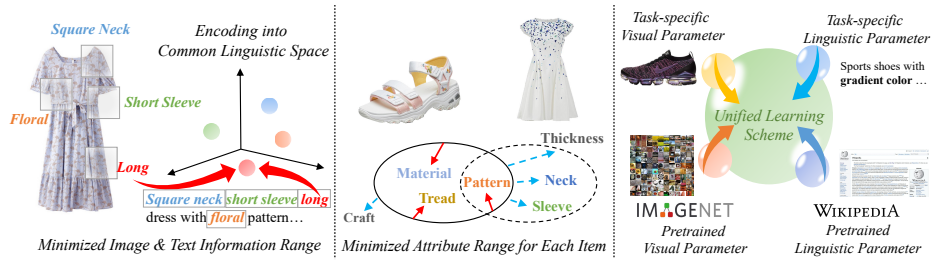 Square Neck
Encoding into
Common Linguistic Space
Short Sleeve
Floral
Long
Square neck short sleeve long
dress with floral pattern…
Minimized Image & Text Information Range
Thickness
Material
Pattern
Neck
Tread
Sleeve
Craft
Minimized Attribute Range for Each Item
Task-specific
Visual Parameter
Task-specific
Linguistic Parameter
Sports shoes with
gradient color …
Unified Learning
Scheme
IMAGENET
Pretrained
Visual Parameter
WIKIPEDIA
Pretrained
Linguistic Parameter